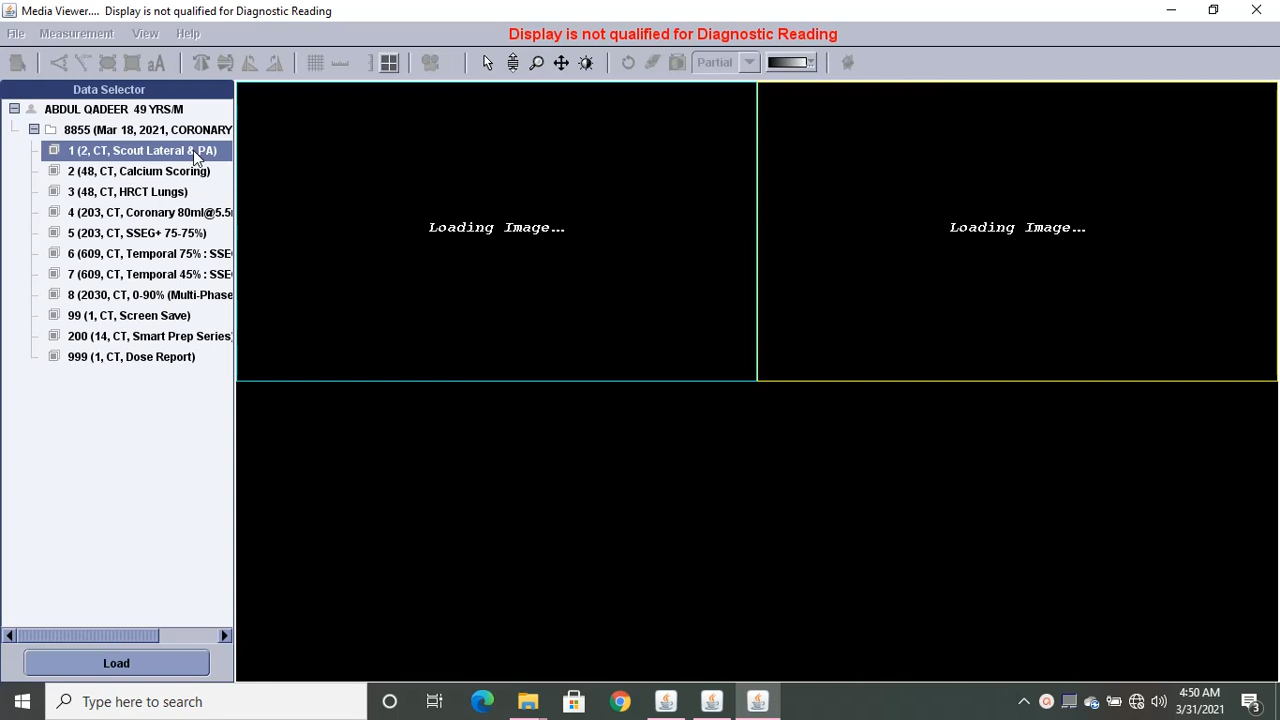 Media Viewer.... Display is not qualified for Diagnostic Reading
File Measurement View Help
Display is not qualified for Diagnostic Reading
AA
Partial
Data Selector
ABDUL QADEER 49 YRS/M
8855 (Mar 18, 2021, CORONARY
1 (2, CT, Scout Lateral & PA)
2 (48, CT, Calcium Scoring)
3 (48, CT, HRCT Lungs)
4 (203, CT, Coronary 80ml@5.5
5 (203, CT, SSEG+ 75-75%)
6 (609, CT, Temporal 75% : SSEG
7 (609, CT, Temporal 45% : SSEG
8 (2030, CT, 0-90% (Multi-Phase
99 (1, CT, Screen Save)
200 (14, CT, Smart Prep Series)
999 (1, CT, Dose Report)
Load
Loading Image...
Loading Image...
Type here to search
4:50 AM
3/31/2021
3